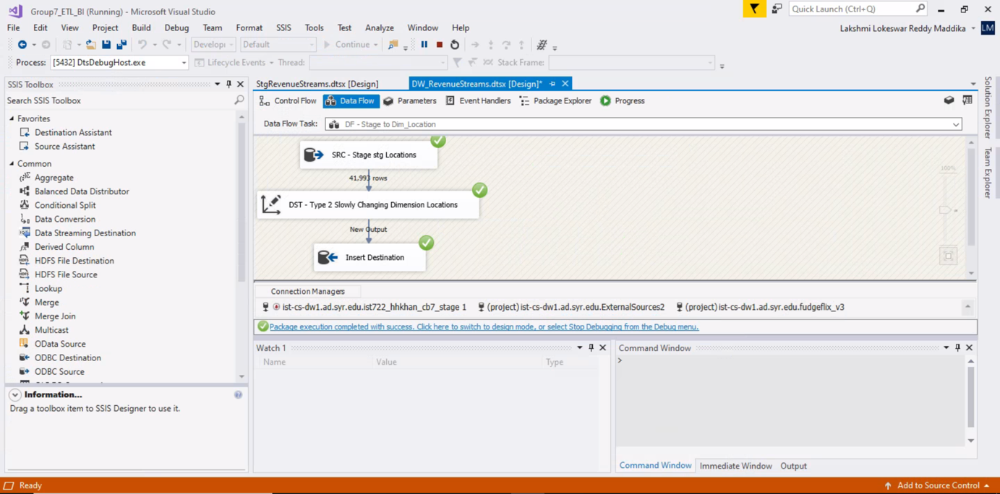 Group7_ETL_BI (Running) - Microsoft Visual Studio
Quick Launch (Ctrl+Q)
File Edit View Project Build Debug Team Format SSIS Tools Test Analyze Window Help
Lakshmi Lokeswar Reddy Maddika LM
Developi Default Continue
Process: [5432] DtsDebugHost.exe Lifecycle Events Thread: Stack Frame:
SSIS Toolbox
StgRevenueStreams.dtsx [Design] DW_RevenueStreams.dtsx [Design]*
Search SSIS Toolbox
Control Flow Data Flow Parameters Event Handlers Package Explorer Progress
Data Flow Task: DF - Stage to Dim_Location
Favorites
Destination Assistant
Source Assistant
Common
Aggregate
Balanced Data Distributor
Conditional Split
Data Conversion
Data Streaming Destination
Derived Column
HDFS File Destination
HDFS File Source
Lookup
Merge
Merge Join
Multicast
OData Source
ODBC Destination
ODBC Source
Information...
Drag a toolbox item to SSIS Designer to use it.
SRC - Stage stg Locations
41,993 rows
DST - Type 2 Slowly Changing Dimension Locations
New Output
Insert Destination
100%
Connection Managers
ist-cs-dw1.ad.syr.edu.ist722_hhkhan_cb7_stage 1 (project) ist-cs-dw1.ad.syr.edu.ExternalSources2 (project) ist-cs-dw1.ad.syr.edu.fudgeflix_v3
Package execution completed with success. Click here to switch to design mode, or select Stop Debugging from the Debug menu.
Watch 1
Name Value Type
Command Window
>
Command Window Immediate Window Output
Solution Explorer
Team Explorer
Ready
Add to Source Control